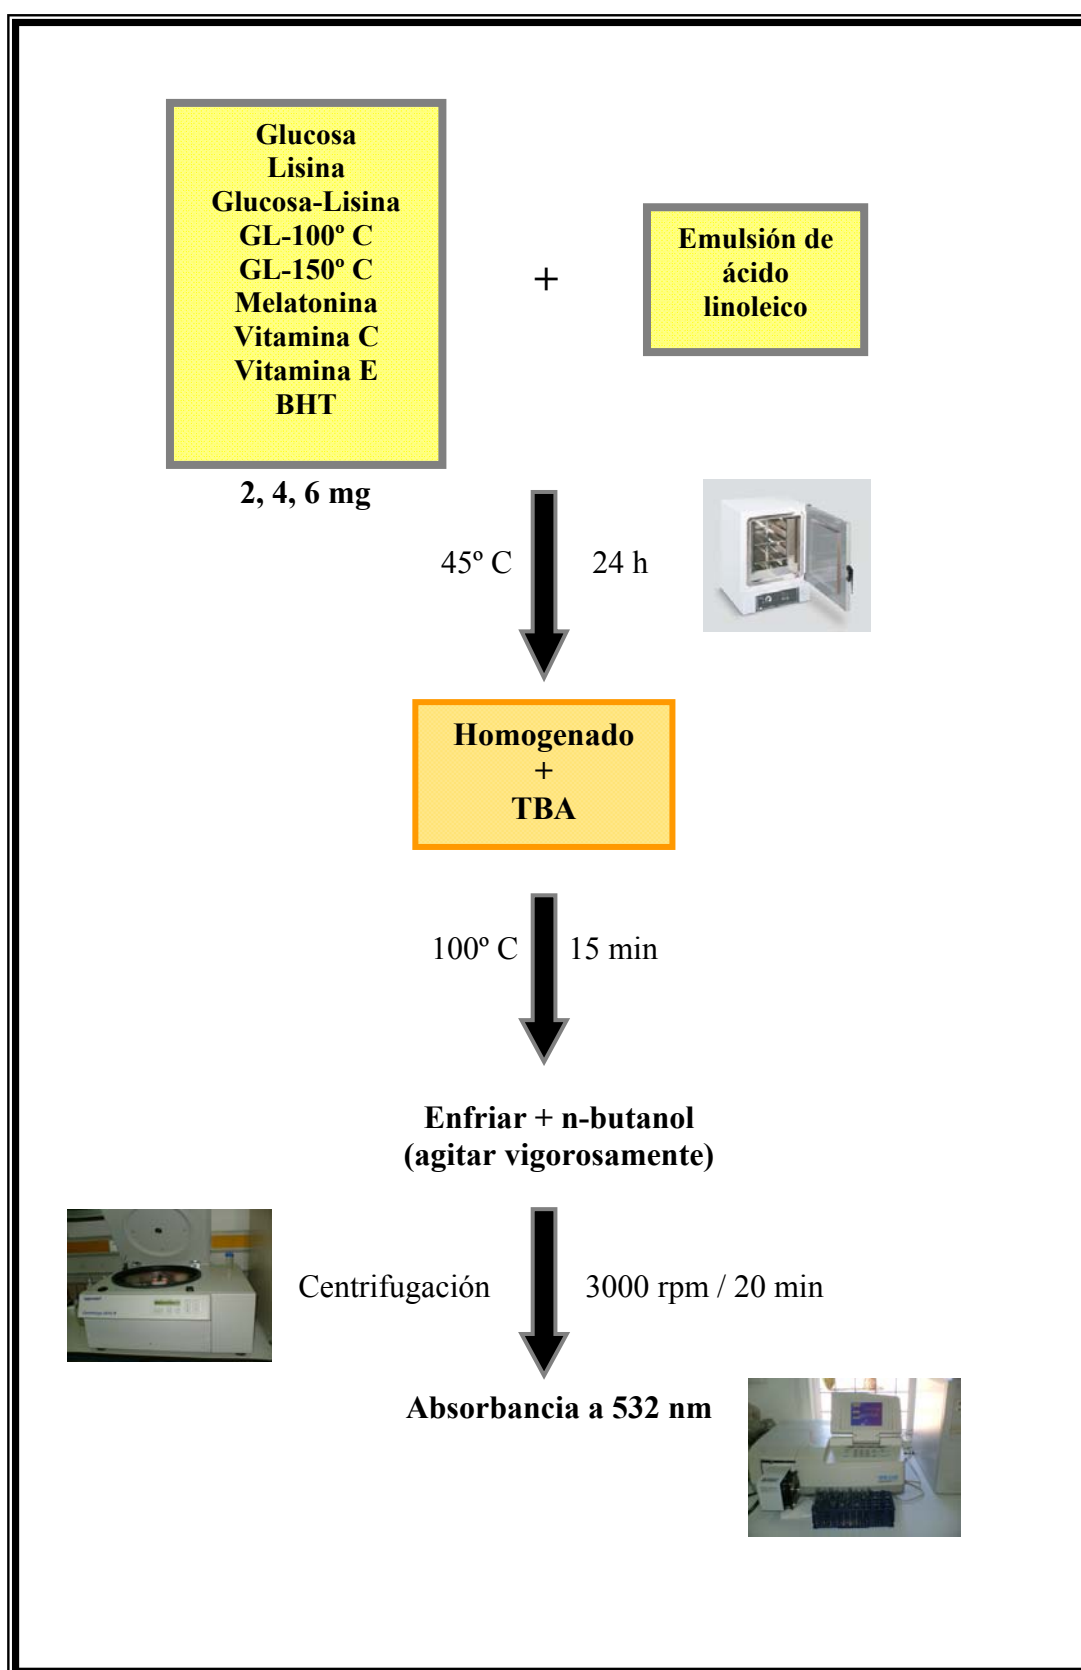 Glucosa
Lisina
Glucosa-Lisina
GL-100º C
GL-150º C
Melatonina
Vitamina C
Vitamina E
BHT
+
Emulsión de
ácido
linoleico
2, 4, 6 mg
45º C 24 h
Homogenado
+
TBA
100º C 15 min
Enfriar + n-butanol
(agitar vigorosamente)
Centrifugación 3000 rpm / 20 min
Absorbancia a 532 nm